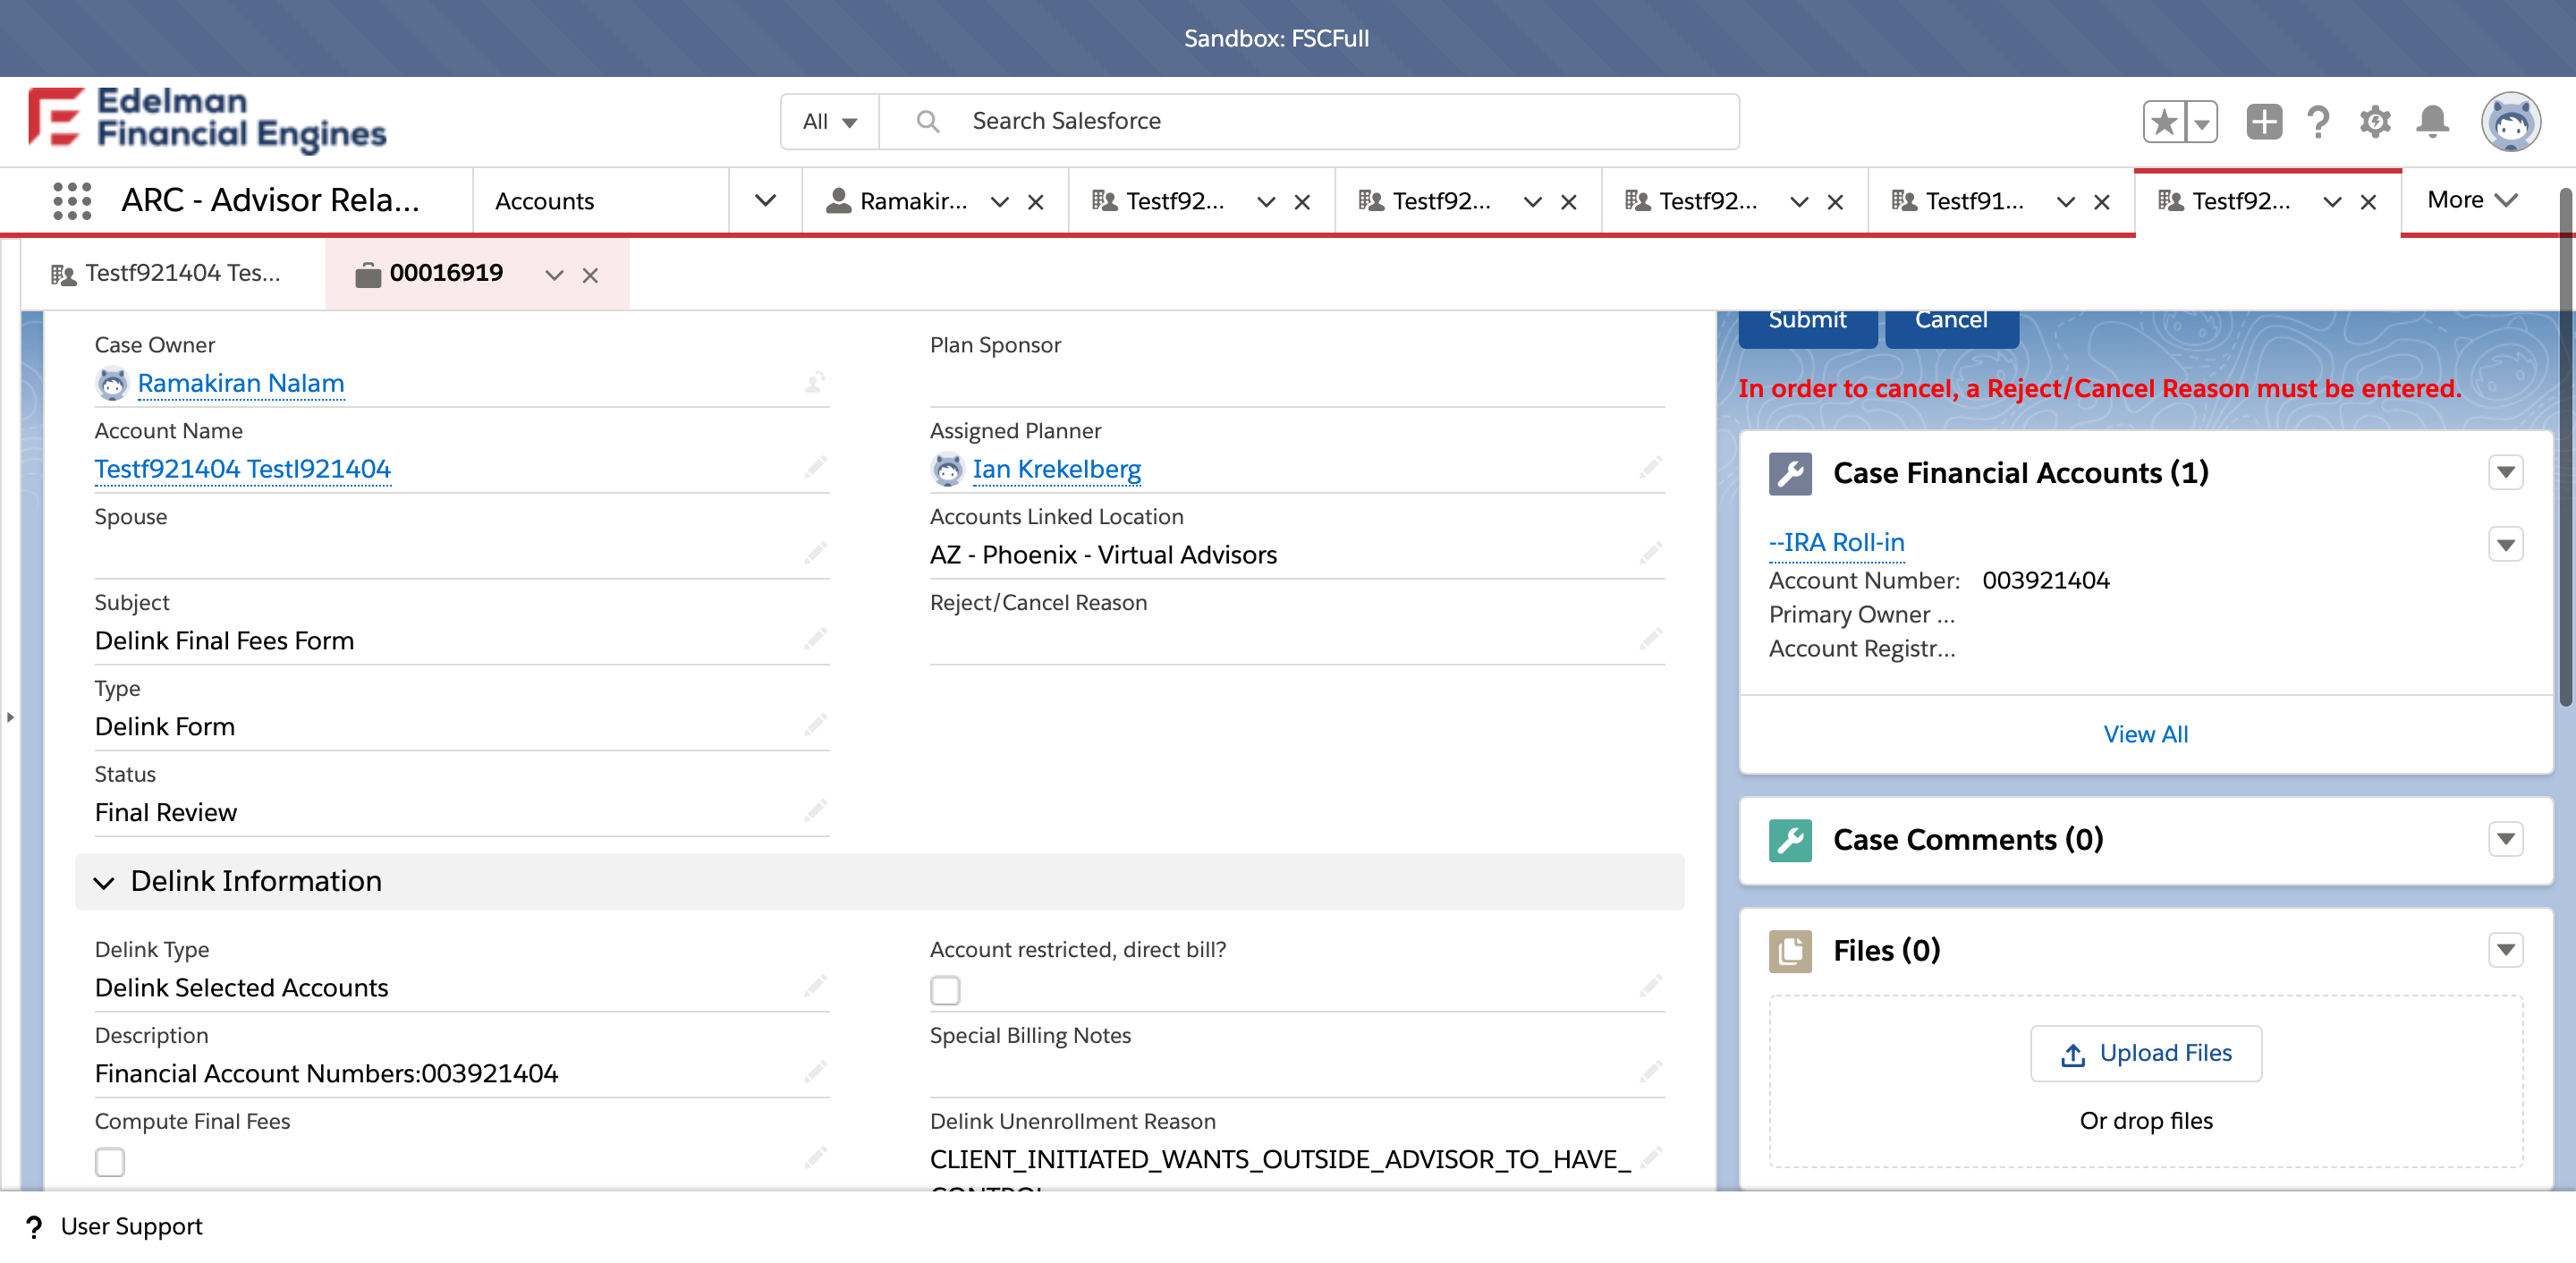 Sandbox: FSCFull
Edelman
Financial Engines
All
Search Salesforce
ARC - Advisor Rela...
Accounts
Ramakir...
Testf92...
Testf92...
Testf92...
Testf91...
Testf92...
More
Testf921404 Tes...
00016919
Case Owner
Ramakiran Nalam
Plan Sponsor
Account Name
Testf921404 Testl921404
Assigned Planner
Ian Krekelberg
Spouse
Accounts Linked Location
AZ - Phoenix - Virtual Advisors
Subject
Delink Final Fees Form
Reject/Cancel Reason
Type
Delink Form
Status
Final Review
Delink Information
Delink Type
Delink Selected Accounts
Account restricted, direct bill?
Description
Financial Account Numbers:003921404
Special Billing Notes
Compute Final Fees
Delink Unenrollment Reason
CLIENT_INITIATED_WANTS_OUTSIDE_ADVISOR_TO_HAVE_
CONTROL
Submit
Cancel
In order to cancel, a Reject/Cancel Reason must be entered.
Case Financial Accounts (1)
--IRA Roll-in
Account Number: 003921404
Primary Owner ...
Account Registr...
View All
Case Comments (0)
Files (0)
Upload Files
Or drop files
? User Support